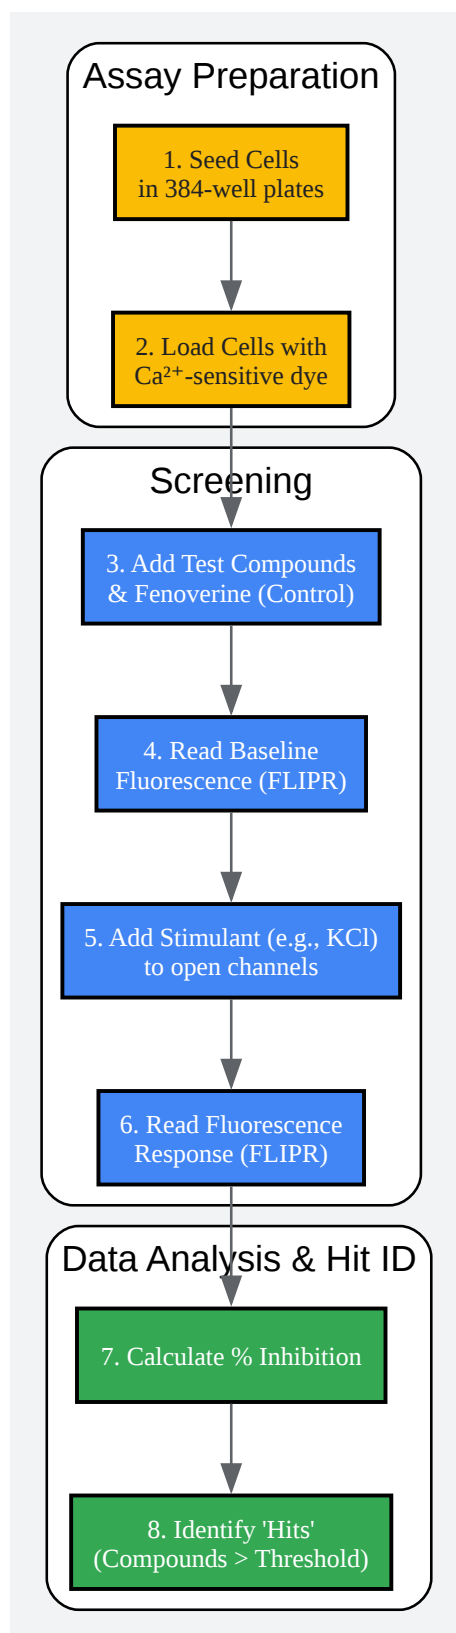 Assay Preparation
1. Seed Cells
in 384-well plates
2. Load Cells with
Ca²⁺-sensitive dye
Screening
3. Add Test Compounds
& Fenoverine (Control)
4. Read Baseline
Fluorescence (FLIPR)
5. Add Stimulant (e.g., KCl)
to open channels
6. Read Fluorescence
Response (FLIPR)
Data Analysis & Hit ID
7. Calculate % Inhibition
8. Identify 'Hits'
(Compounds > Threshold)